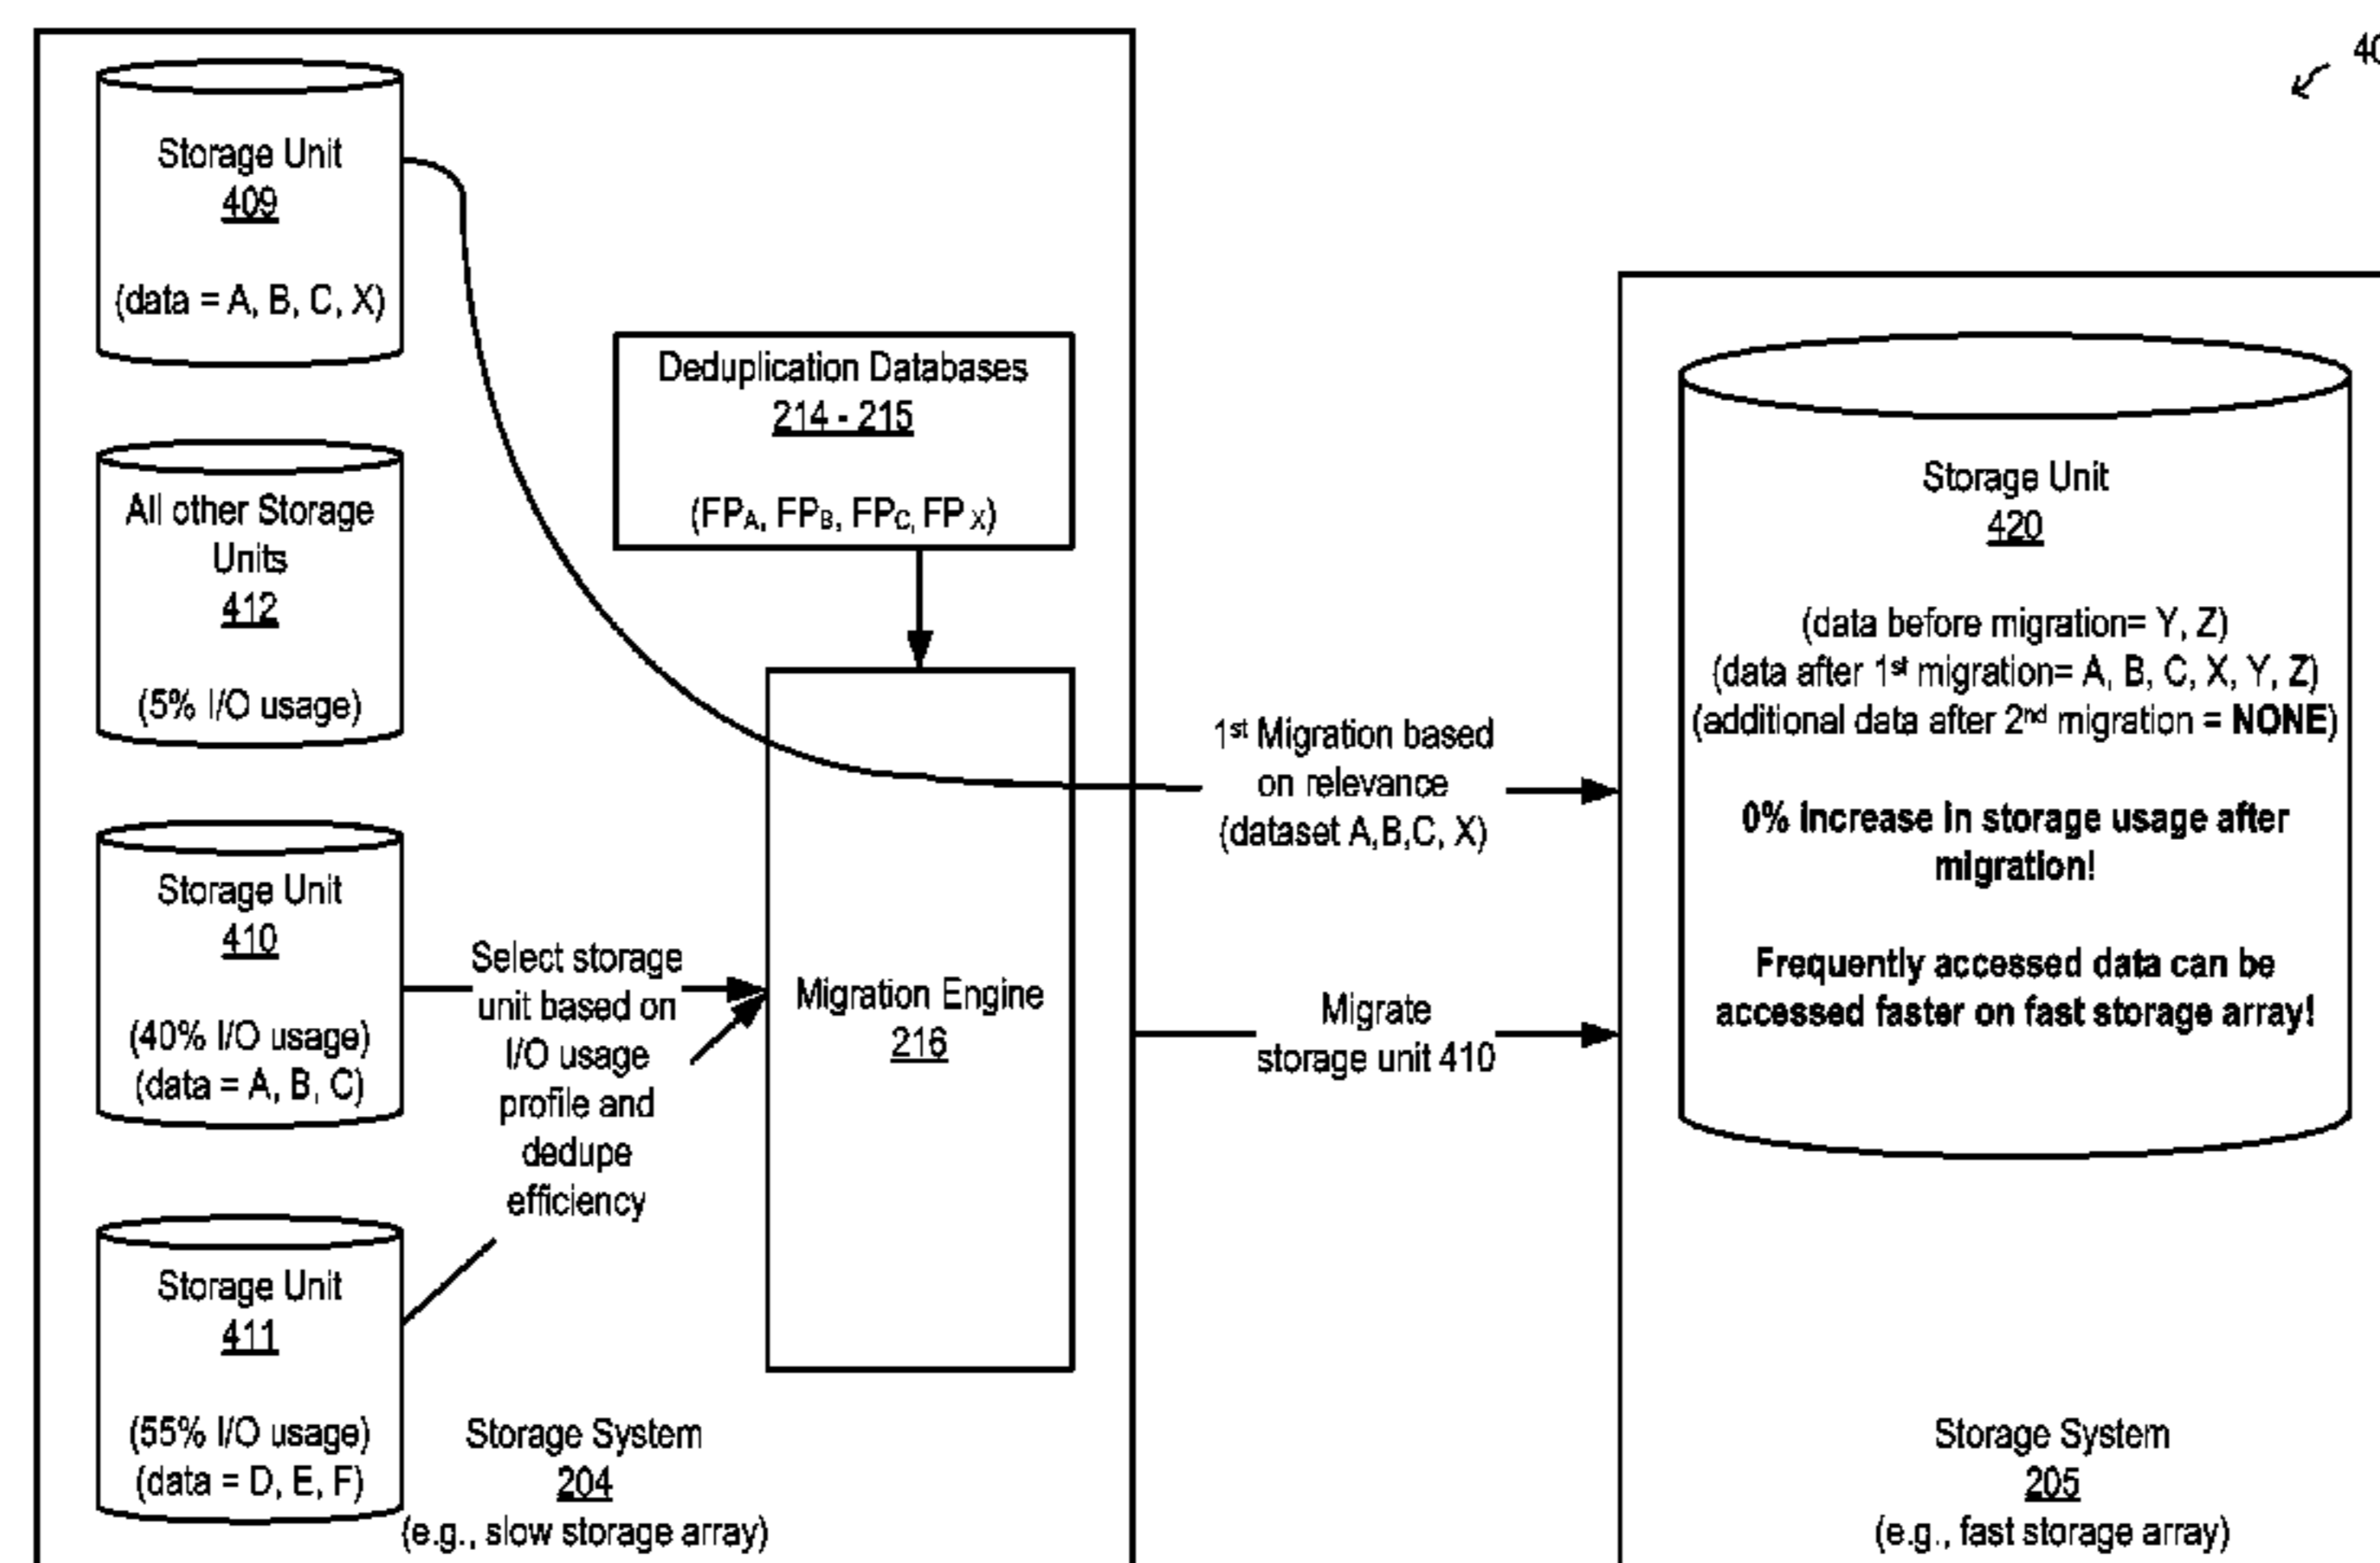 40
Storage Unit
409
(data = A, B, C, X)
All other Storage
Units
412
(5% I/O usage)
Storage Unit
410
(40% I/O usage)
(data = A, B, C)
Storage Unit
411
(55% I/O usage)
(data = D, E, F)
Deduplication Databases
214 - 215
(FPA, FPB, FPC, FP X)
Select storage
unit based on
I/O usage
profile and
dedupe
efficiency
Migration Engine
216
Storage System
204
(e.g., slow storage array)
1st Migration based
on relevance
(dataset A,B,C, X)
Migrate
storage unit 410
Storage Unit
420
(data before migration= Y, Z)
(data after 1st migration= A, B, C, X, Y, Z)
(additional data after 2nd migration = NONE)
0% increase in storage usage after
migration!
Frequently accessed data can be
accessed faster on fast storage array!
Storage System
205
(e.g., fast storage array)